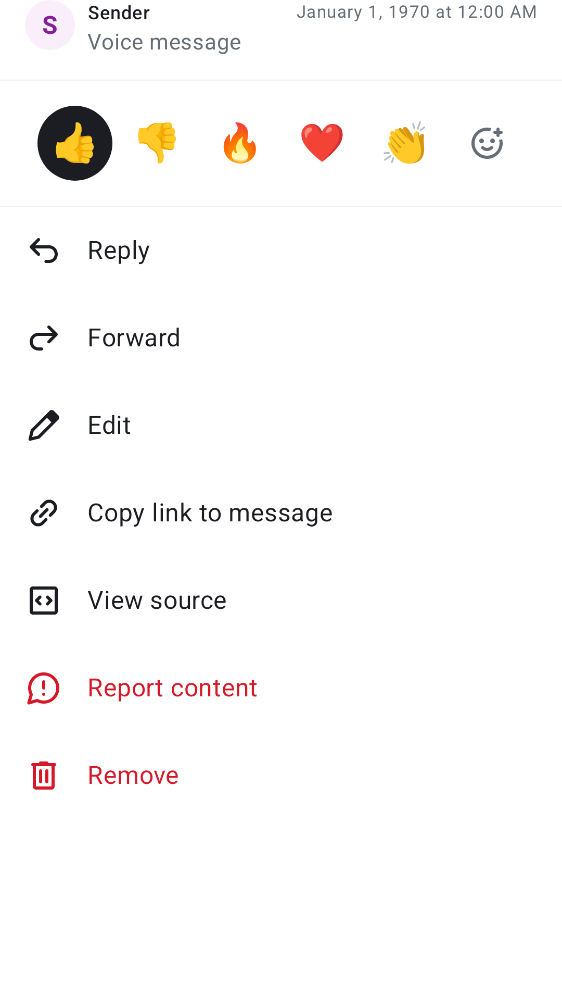 S
Sender
January 1, 1970 at 12:00 AM
Voice message
Reply
Forward
Edit
Copy link to message
View source
Report content
Remove